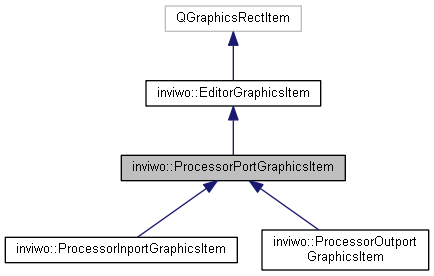 QGraphicsRectItem
inviwo::EditorGraphicsItem
inviwo::ProcessorPortGraphicsItem
inviwo::ProcessorInportGraphicsItem
inviwo::ProcessorOutport
GraphicsItem